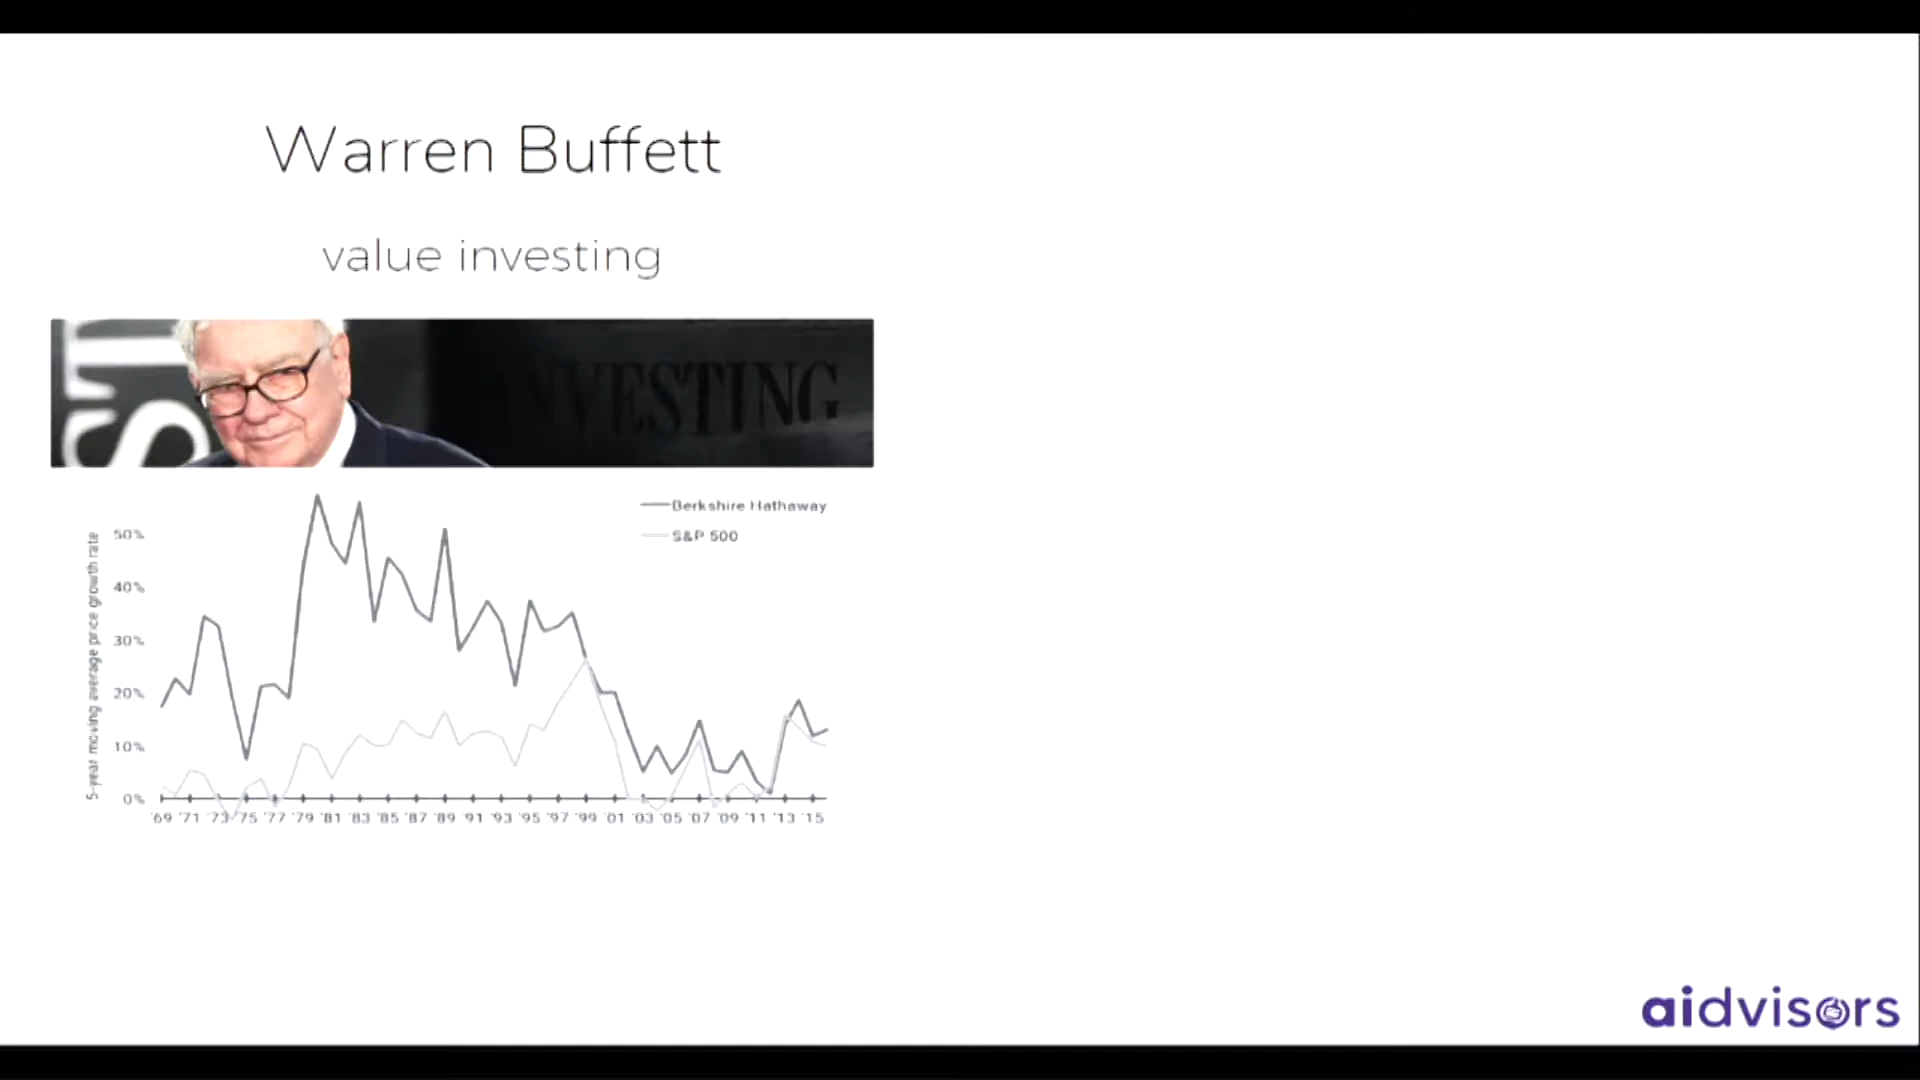 Warren Buffett
value investing
INVESTING
Berkshire Hathaway
S&P 500
5-year moving average price growth rate
50%
40%
30%
20%
10%
0%
'69 '71 '73 '75 '77 '79 '81 '83 '85 '87 '89 '91 '93 '95 '97 '99 '01 '03 '05 '07 '09 '11 '13 '15
aidvisors